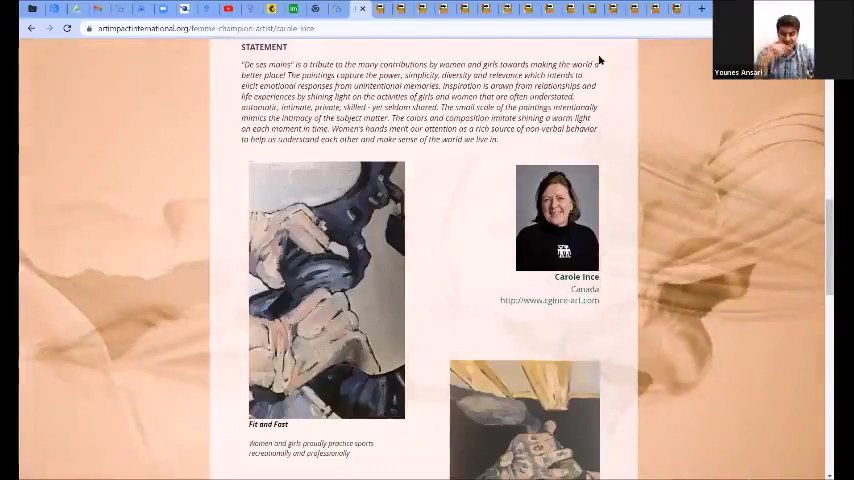 artimpactinternational.org/femme-champion-artist/carole-ince
Younes Ansari
STATEMENT
"De ses mains" is a tribute to the many contributions by women and girls towards making the world a
better place! The paintings capture the power, simplicity, diversity and relevance which intends to
elicit emotional responses from unintentional memories. Inspiration is drawn from relationships and
life experiences by shining light on the activities of girls and women that are often understated,
automatic, intimate, private, skilled - yet seldom shared. The small scale of the paintings intentionally
mimics the intimacy of the subject matter. The colors and composition imitate shining a warm light
on each moment in time. Women's hands merit our attention as a rich source of non-verbal behavior
to help us understand each other and make sense of the world we live in.
Carole Ince
Canada
http://www.cgince-art.com
Fit and Fast
Women and girls proudly practice sports
recreationally and professionally